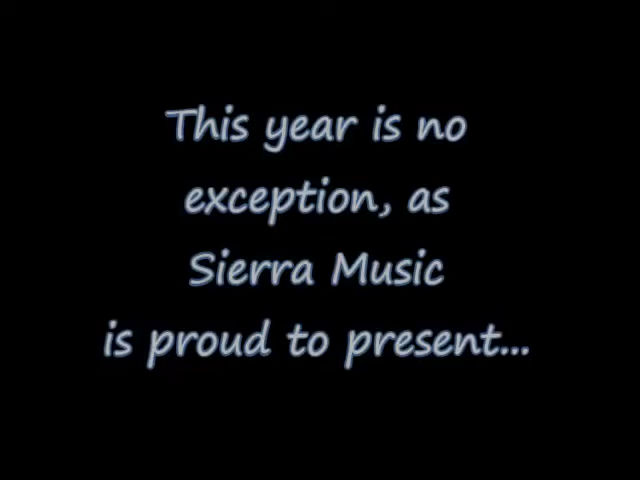 This year is no
exception, as
Sierra Music
is proud to present...